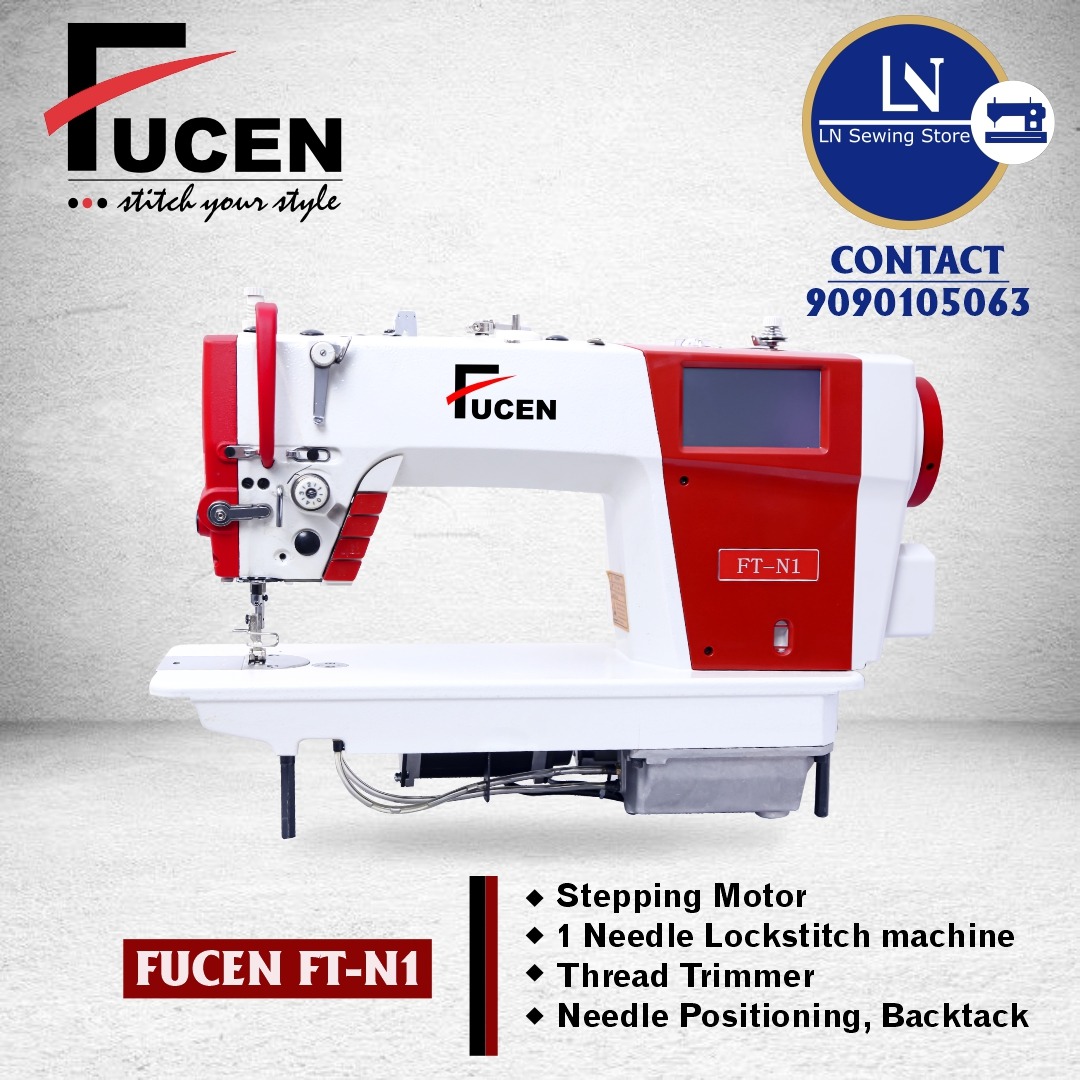 FUCEN
stitch your style
LN
LN Sewing Store
CONTACT
9090105063
FUCEN
FT-N1
FUCEN FT-N1
Stepping Motor
1 Needle Lockstitch machine
Thread Trimmer
Needle Positioning, Backtack